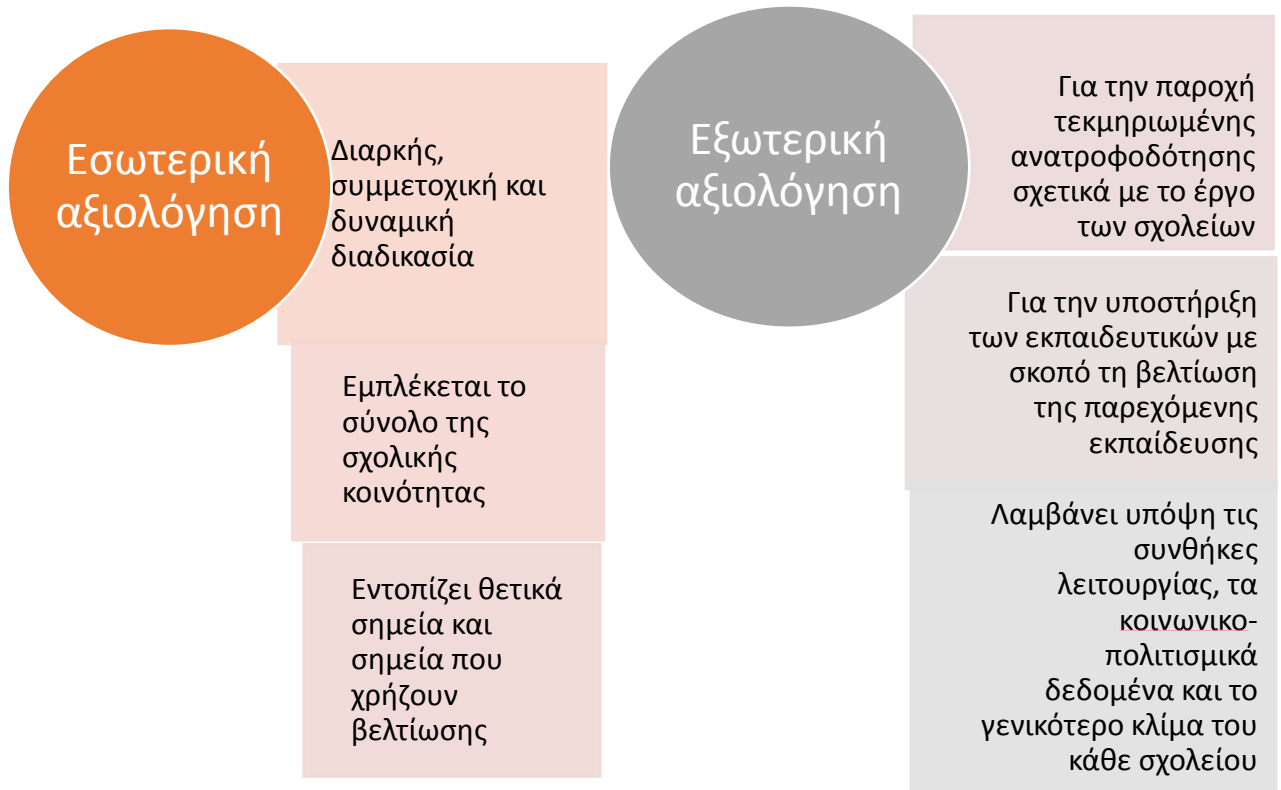 Εσωτερική
αξιολόγηση
Διαρκής,
συμμετοχική και
δυναμική
διαδικασία
Εμπλέκεται το
σύνολο της
σχολικής
κοινότητας
Εντοπίζει θετικά
σημεία και
σημεία που
χρήζουν
βελτίωσης
Εξωτερική
αξιολόγηση
Για την παροχή
τεκμηριωμένης
ανατροφοδότησης
σχετικά με το έργο
των σχολείων
Για την υποστήριξη
των εκπαιδευτικών με
σκοπό τη βελτίωση
της παρεχόμενης
εκπαίδευσης
Λαμβάνει υπόψη τις
συνθήκες
λειτουργίας, τα
κοινωνικο-
πολιτισμικά
δεδομένα και το
γενικότερο κλίμα του
κάθε σχολείου